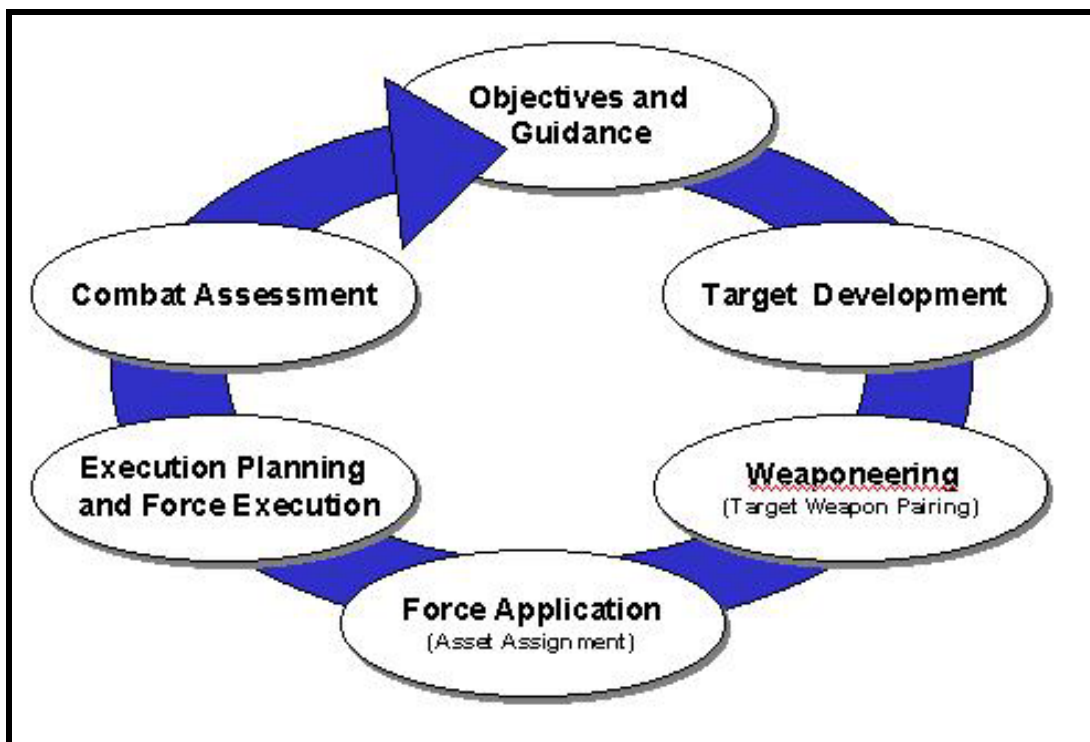 Objectives and
Guidance
Target Development
Weaponeering
(Target Weapon Pairing)
Force Application
(Asset Assignment)
Execution Planning
and Force Execution
Combat Assessment